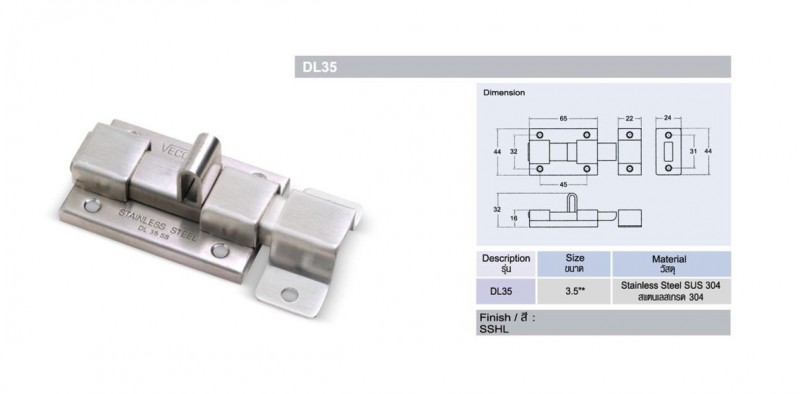 DL35
Dimension
65
22
24
44
32
31
44
45
32
16
VECO
STAINLESS STEEL
DL 35 SS
Description
รุ่น
Size
ขนาด
Material
วัสดุ
DL35
3.5"*
Stainless Steel SUS 304
สแตนเลสเกรด 304
Finish / สี :
SSHL